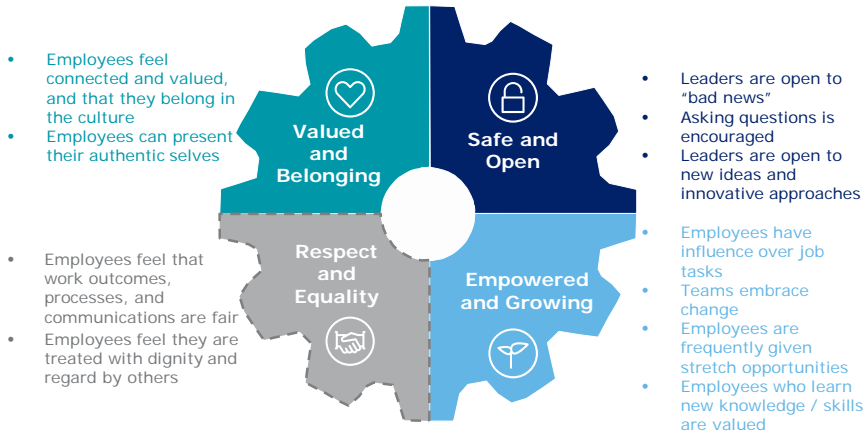 • Employees feel
connected and valued,
and that they belong in
the culture
• Employees can present
their authentic selves
Valued
and
Belonging
Safe and
Open
• Leaders are open to
“bad news”
• Asking questions is
encouraged
• Leaders are open to
new ideas and
innovative approaches
• Employees feel that
work outcomes,
processes, and
communications are fair
• Employees feel they are
treated with dignity and
regard by others
Respect
and
Equality
Empowered
and Growing
• Employees have
influence over job
tasks
• Teams embrace
change
• Employees are
frequently given
stretch opportunities
• Employees who learn
new knowledge / skills
are valued